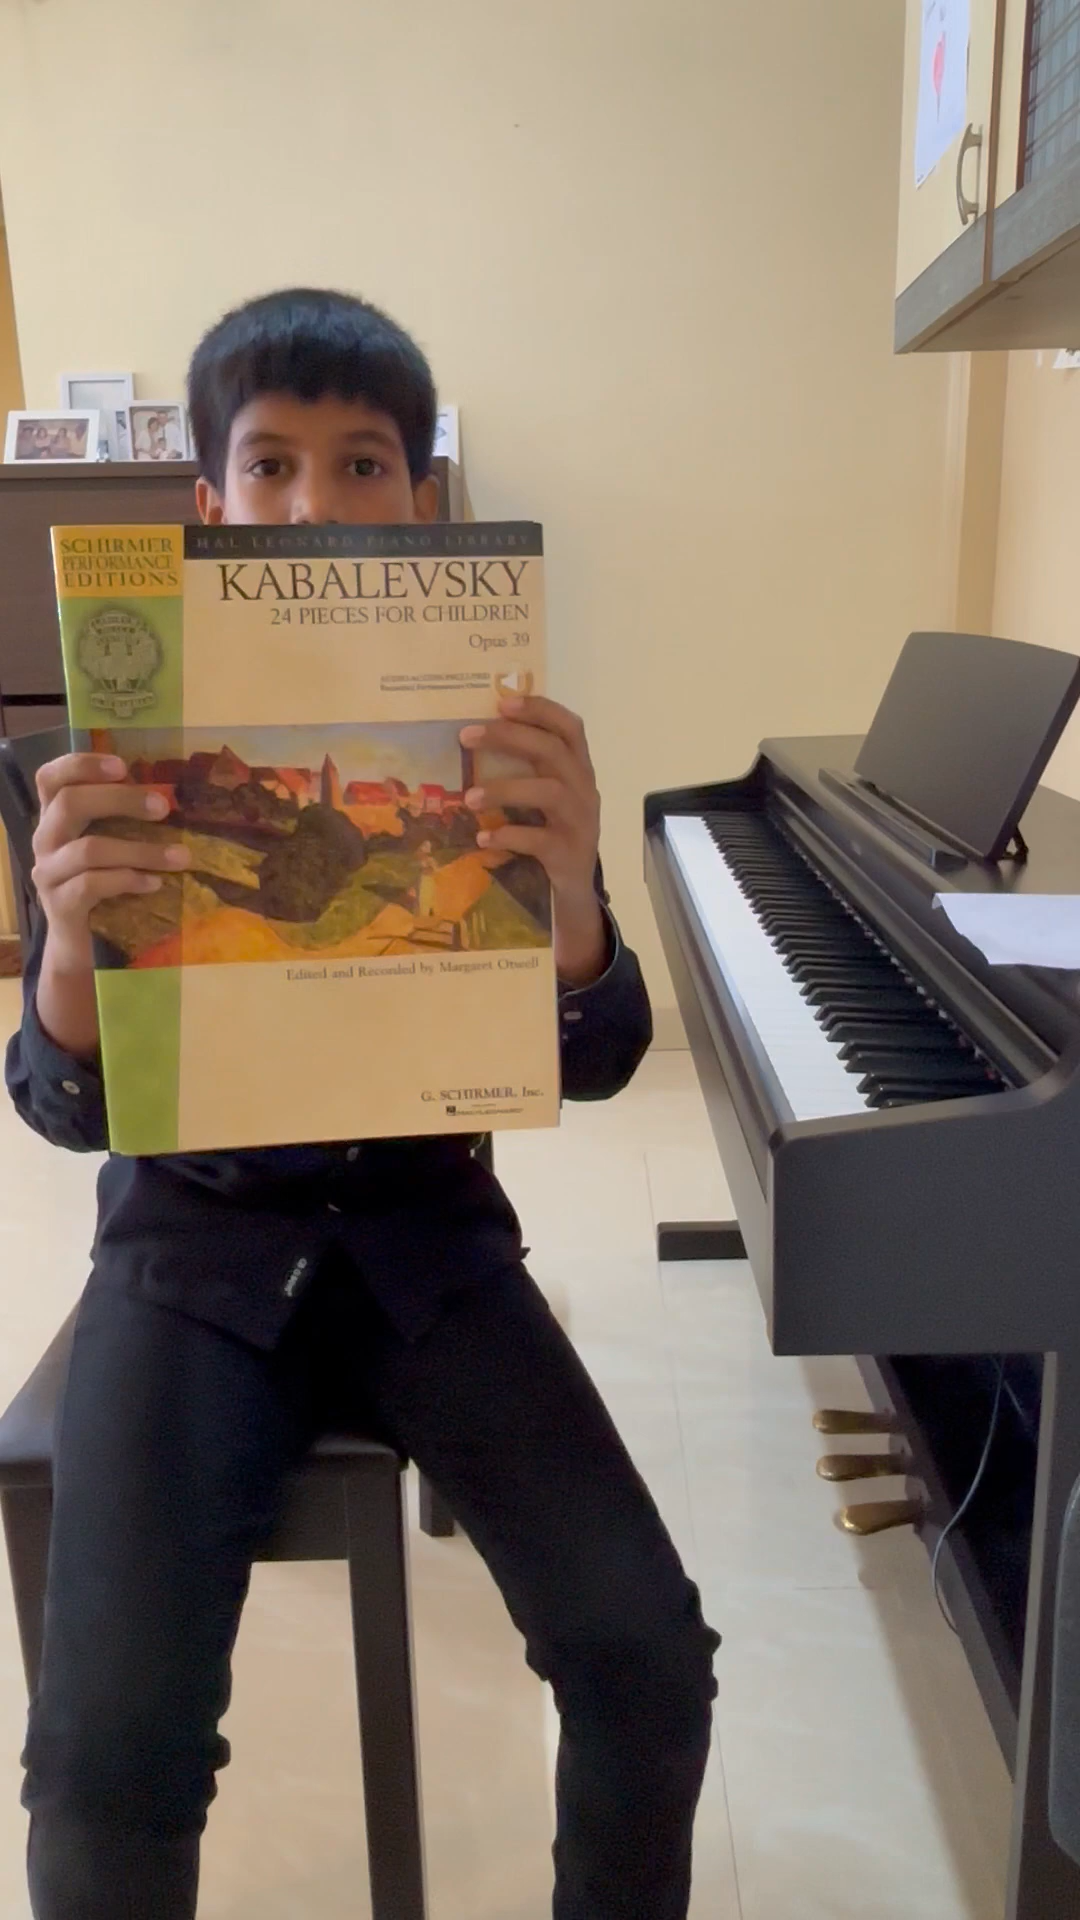 SCHIRMER
PERFORMANCE
EDITIONS
HAL LEONARD PIANO LIBRARY
KABALEVSKY
24 PIECES FOR CHILDREN
Opus 39
Edited and Recorded by Margaret Otwell
G. SCHIRMER, Inc.